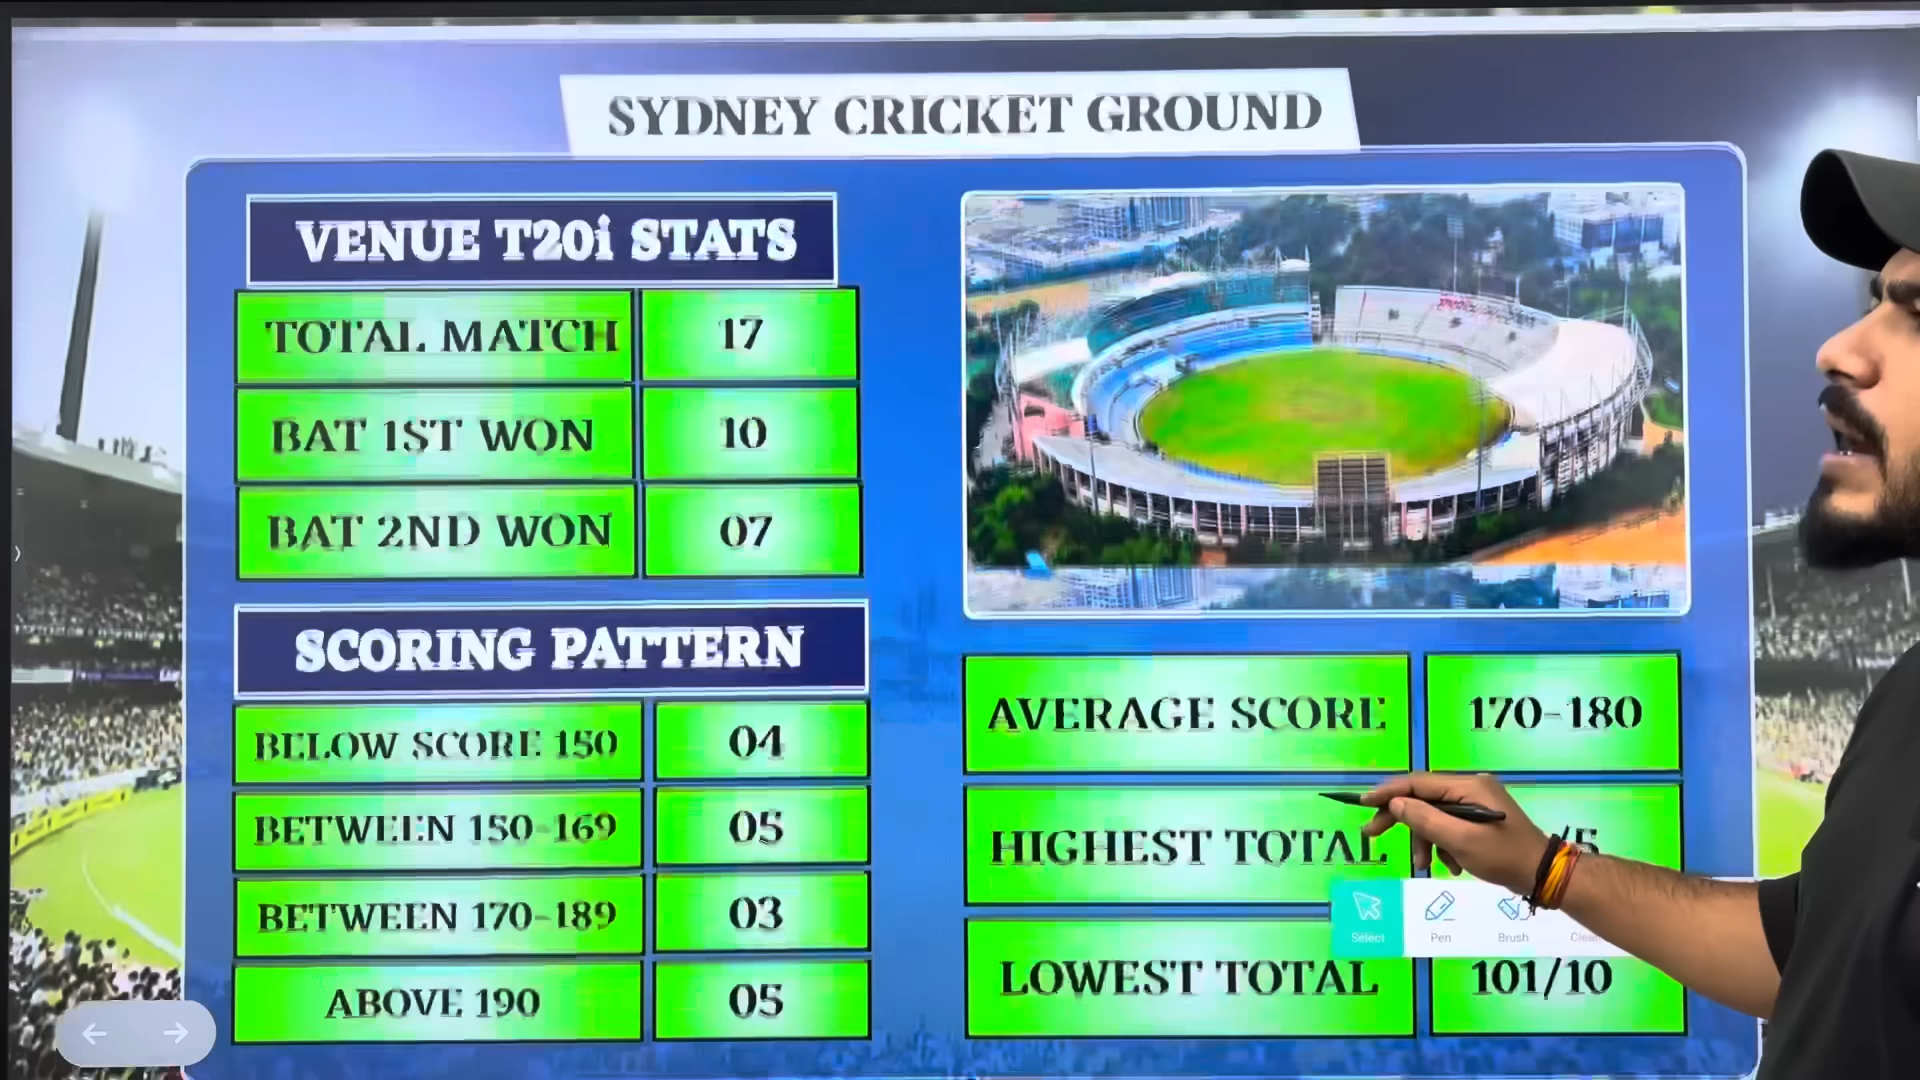 SYDNEY CRICKET GROUND
VENUE T20i STATS
TOTAL MATCH 17
BAT 1ST WON 10
BAT 2ND WON 07
SCORING PATTERN
BELOW SCORE 150 04
BETWEEN 150-169 05
BETWEEN 170-189 03
ABOVE 190 05
AVERAGE SCORE 170-180
HIGHEST TOTAL /5
Select Pen Brush
LOWEST TOTAL 101/10